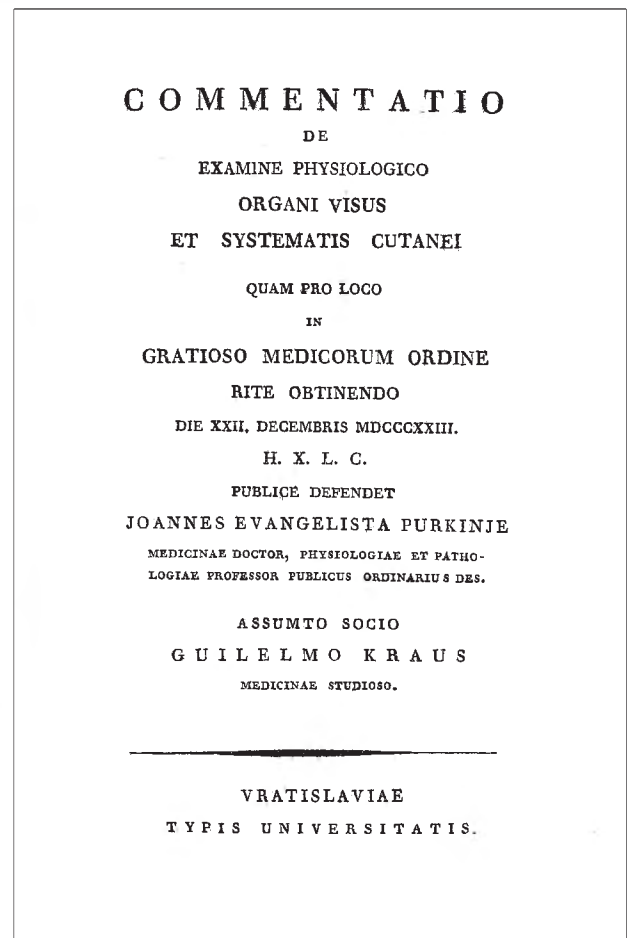 COMMENTATIO
DE
EXAMINE PHYSIOLOGICO
ORGANI VISUS
ET SYSTEMATIS CUTANEI
QUAM PRO LOCO
IN
GRATIOSO MEDICORUM ORDINE
RITE OBTINENDO
DIE XXII. DECEMBRIS MDCCCXXIII.
H. X. L. C.
PUBLICE DEFENDET
JOANNES EVANGELISTA PURKINJE
MEDICINAE DOCTOR, PHYSIOLOGIAE ET PATHO-
LOGIAE PROFESSOR PUBLICUS ORDINARIUS DES.
ASSUMTO SOCIO
GUILELMO KRAUS
MEDICINAE STUDIOSO.
VRATISLAVIAE
TYPIS UNIVERSITATIS.